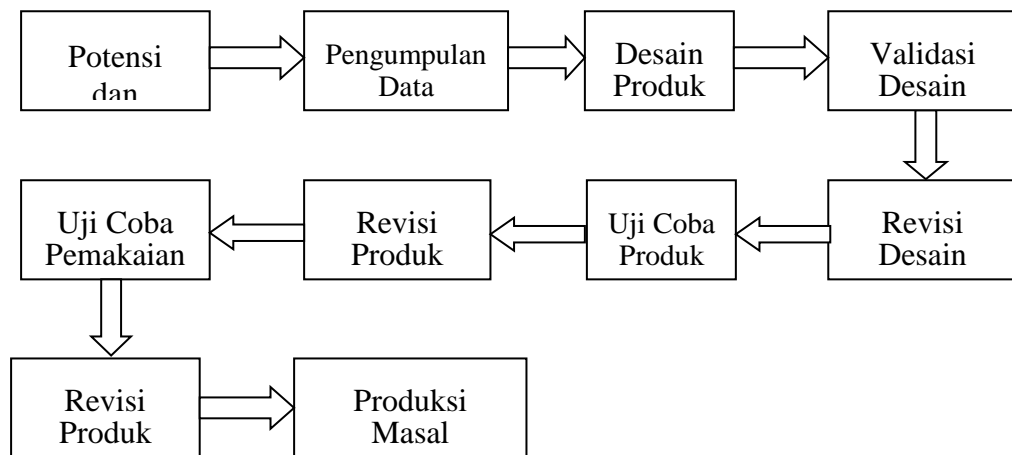 Potensi
dan
Pengumpulan
Data
Desain
Produk
Validasi
Desain
Revisi
Desain
Uji Coba
Produk
Revisi
Produk
Uji Coba
Pemakaian
Revisi
Produk
Produksi
Masal